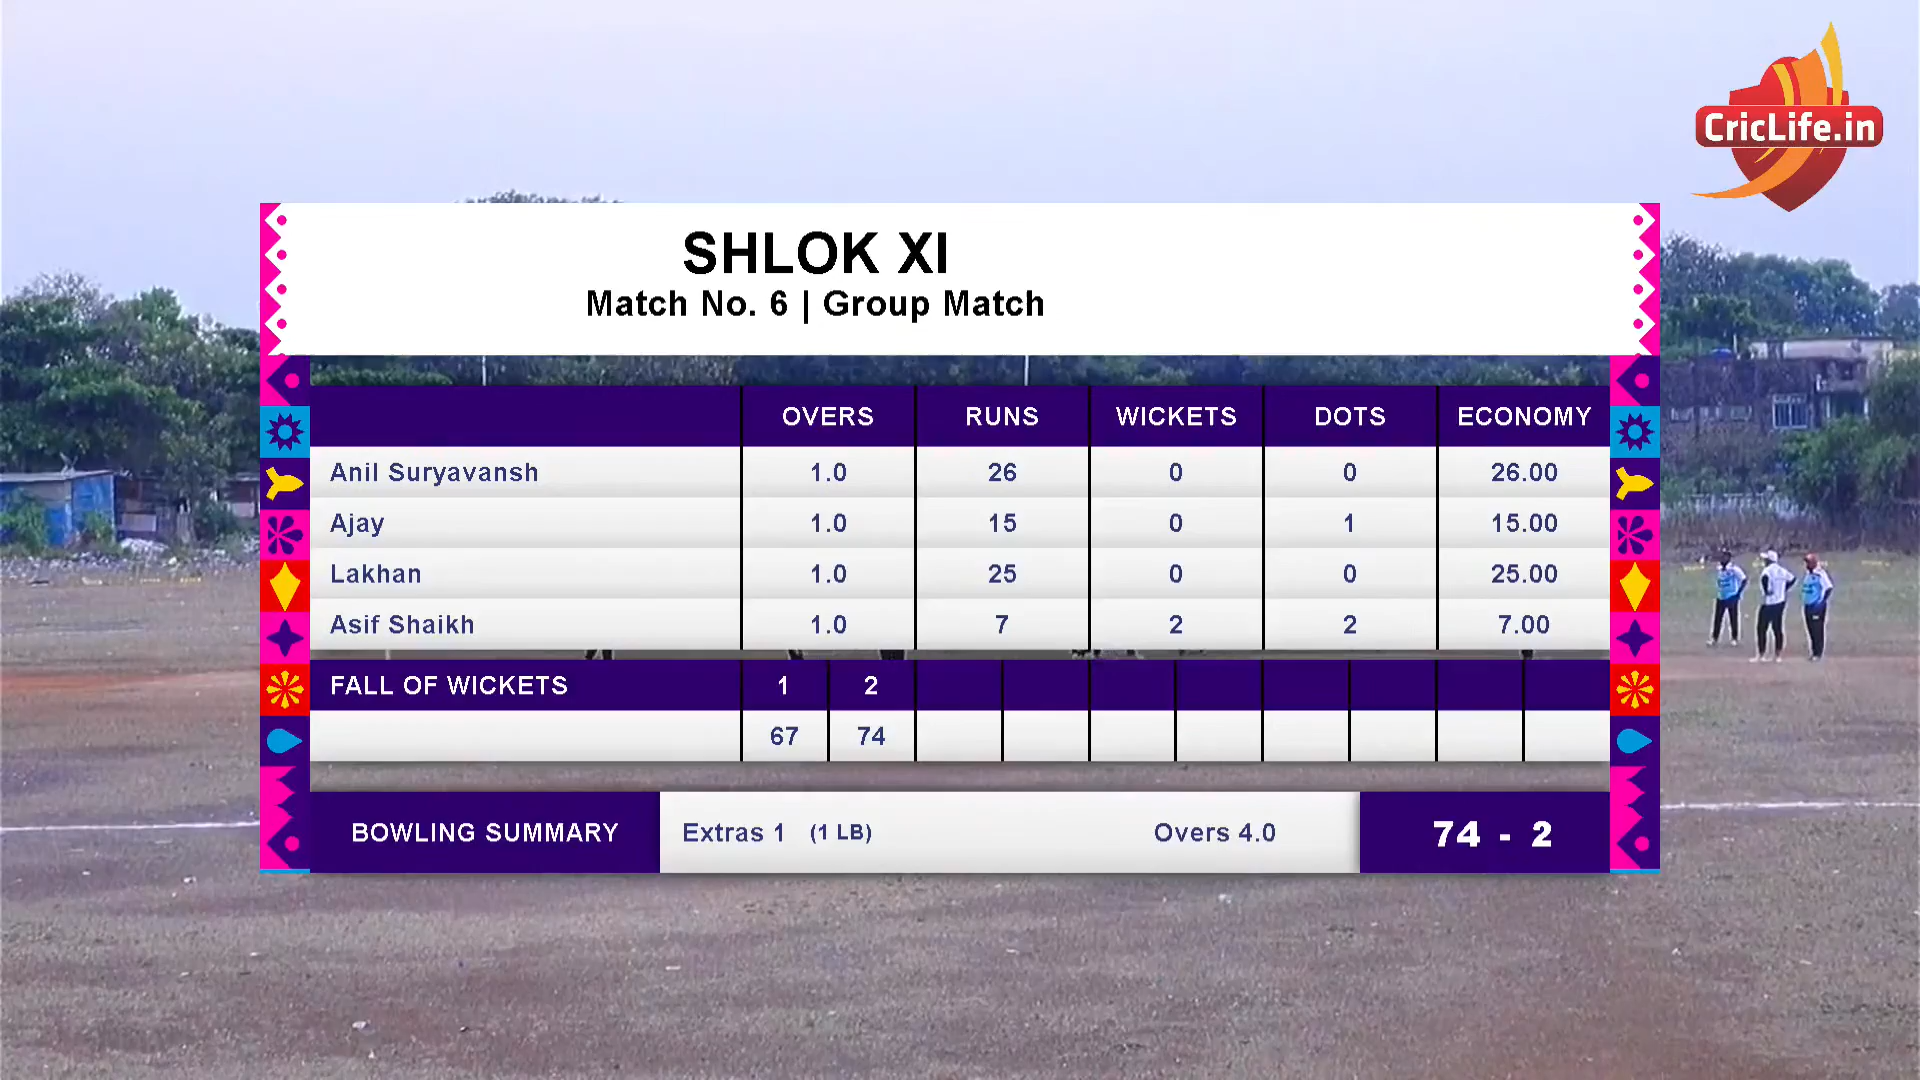 CricLife.in
SHLOK XI
Match No. 6 | Group Match
OVERS RUNS WICKETS DOTS ECONOMY
Anil Suryavansh 1.0 26 0 0 26.00
Ajay 1.0 15 0 1 15.00
Lakhan 1.0 25 0 0 25.00
Asif Shaikh 1.0 7 2 2 7.00
FALL OF WICKETS 1 2
67 74
BOWLING SUMMARY Extras 1 (1 LB) Overs 4.0 74 - 2